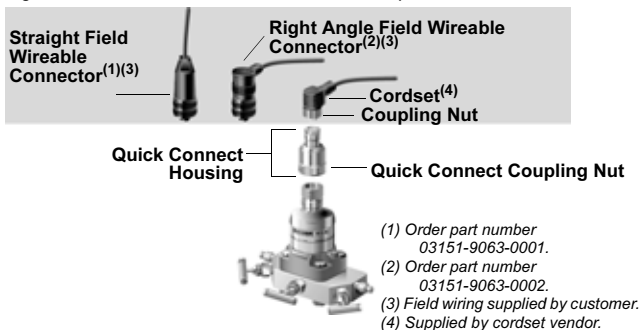 Straight Field
Wireable
Connector(1)(3)
Right Angle Field Wireable
Connector(2)(3)
Cordset(4)
Coupling Nut
Quick Connect
Housing
Quick Connect Coupling Nut
(1) Order part number
03151-9063-0001.
(2) Order part number
03151-9063-0002.
(3) Field wiring supplied by customer.
(4) Supplied by cordset vendor.